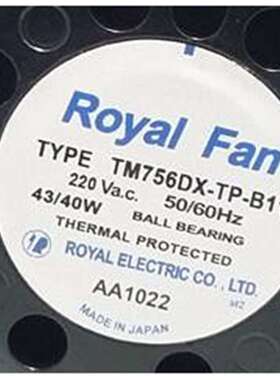 Royal Fan
TYPE TM756DX-TP-B1
220 Va.c. 50/60Hz
43/40W BALL BEARING
THERMAL PROTECTED
ROYAL ELECTRIC CO., LTD.
AA1022
MADE IN JAPAN